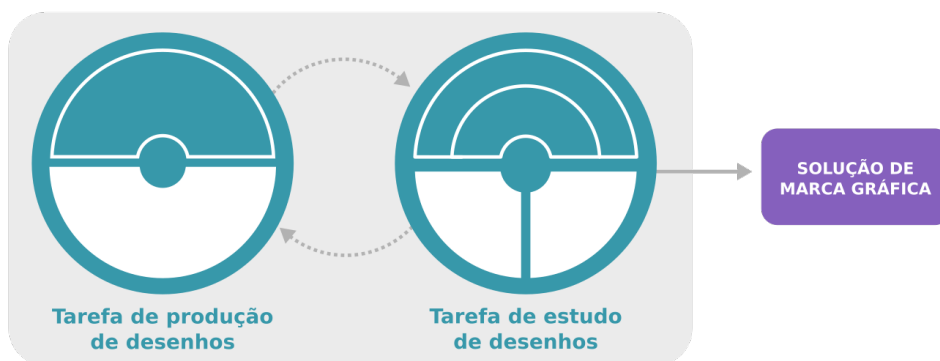 Tarefa de produção
de desenhos
Tarefa de estudo
de desenhos
SOLUÇÃO DE
MARCA GRÁFICA